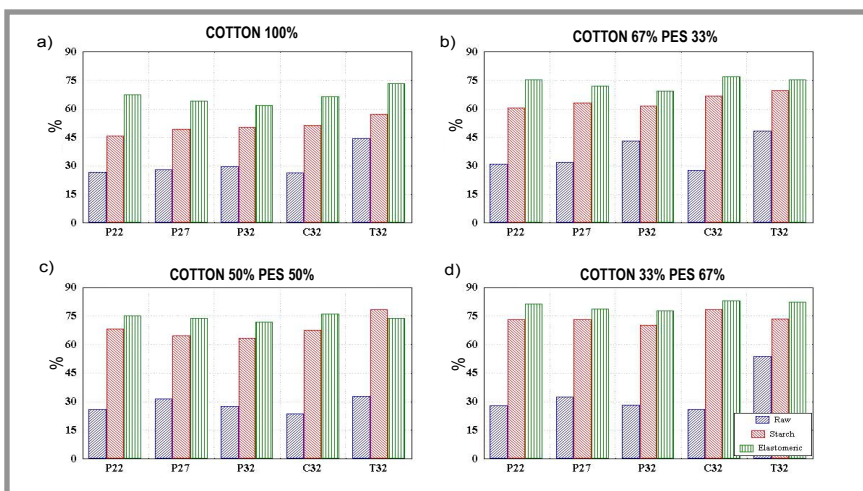 a) COTTON 100%
90
75
60
45
30
15
0
%
P22 P27 P32 C32 T32
b) COTTON 67% PES 33%
90
75
60
45
30
15
0
%
P22 P27 P32 C32 T32
c) COTTON 50% PES 50%
90
75
60
45
30
15
0
%
P22 P27 P32 C32 T32
d) COTTON 33% PES 67%
90
75
60
45
30
15
0
%
P22 P27 P32 C32 T32
Raw
Starch
Elastomeric